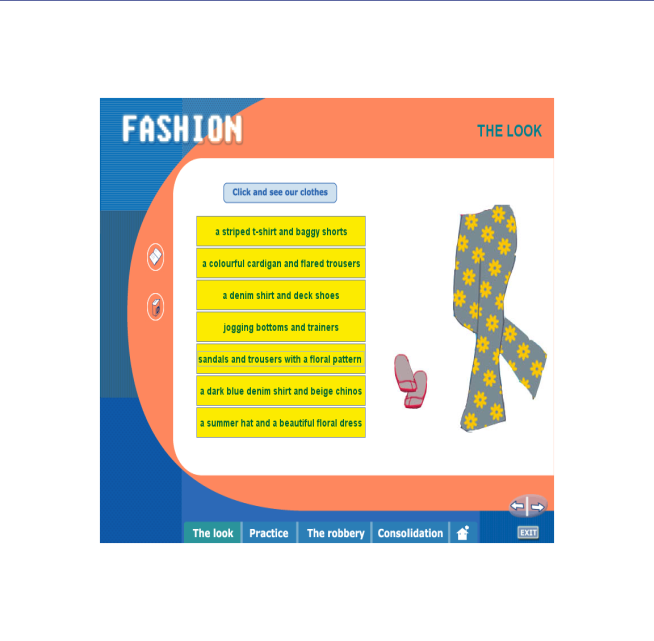 FASHION
THE LOOK
Click and see our clothes
a striped t-shirt and baggy shorts
a colourful cardigan and flared trousers
a denim shirt and deck shoes
jogging bottoms and trainers
sandals and trousers with a floral pattern
a dark blue denim shirt and beige chinos
a summer hat and a beautiful floral dress
The look Practice The robbery Consolidation
EXIT